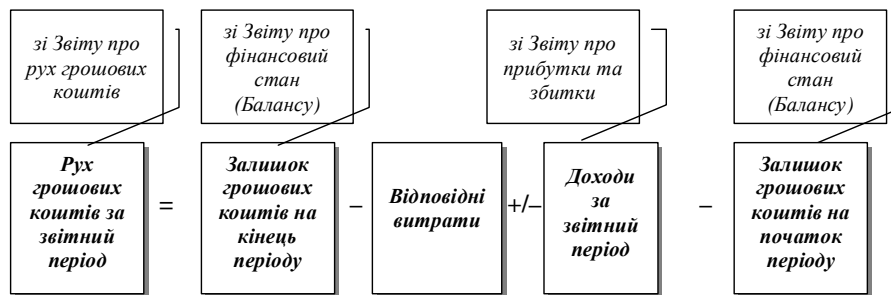 зі Звіту про
рух грошових
коштів
зі Звіту про
фінансовий
стан
(Балансу)
зі Звіту про
прибутки та
збитки
зі Звіту про
фінансовий
стан
(Балансу)
Рух
грошових
коштів за
звітний
період
=
Залишок
грошових
коштів на
кінець
періоду
–
Відповідні
витрати
+/–
Доходи
за
звітний
період
–
Залишок
грошових
коштів на
початок
періоду